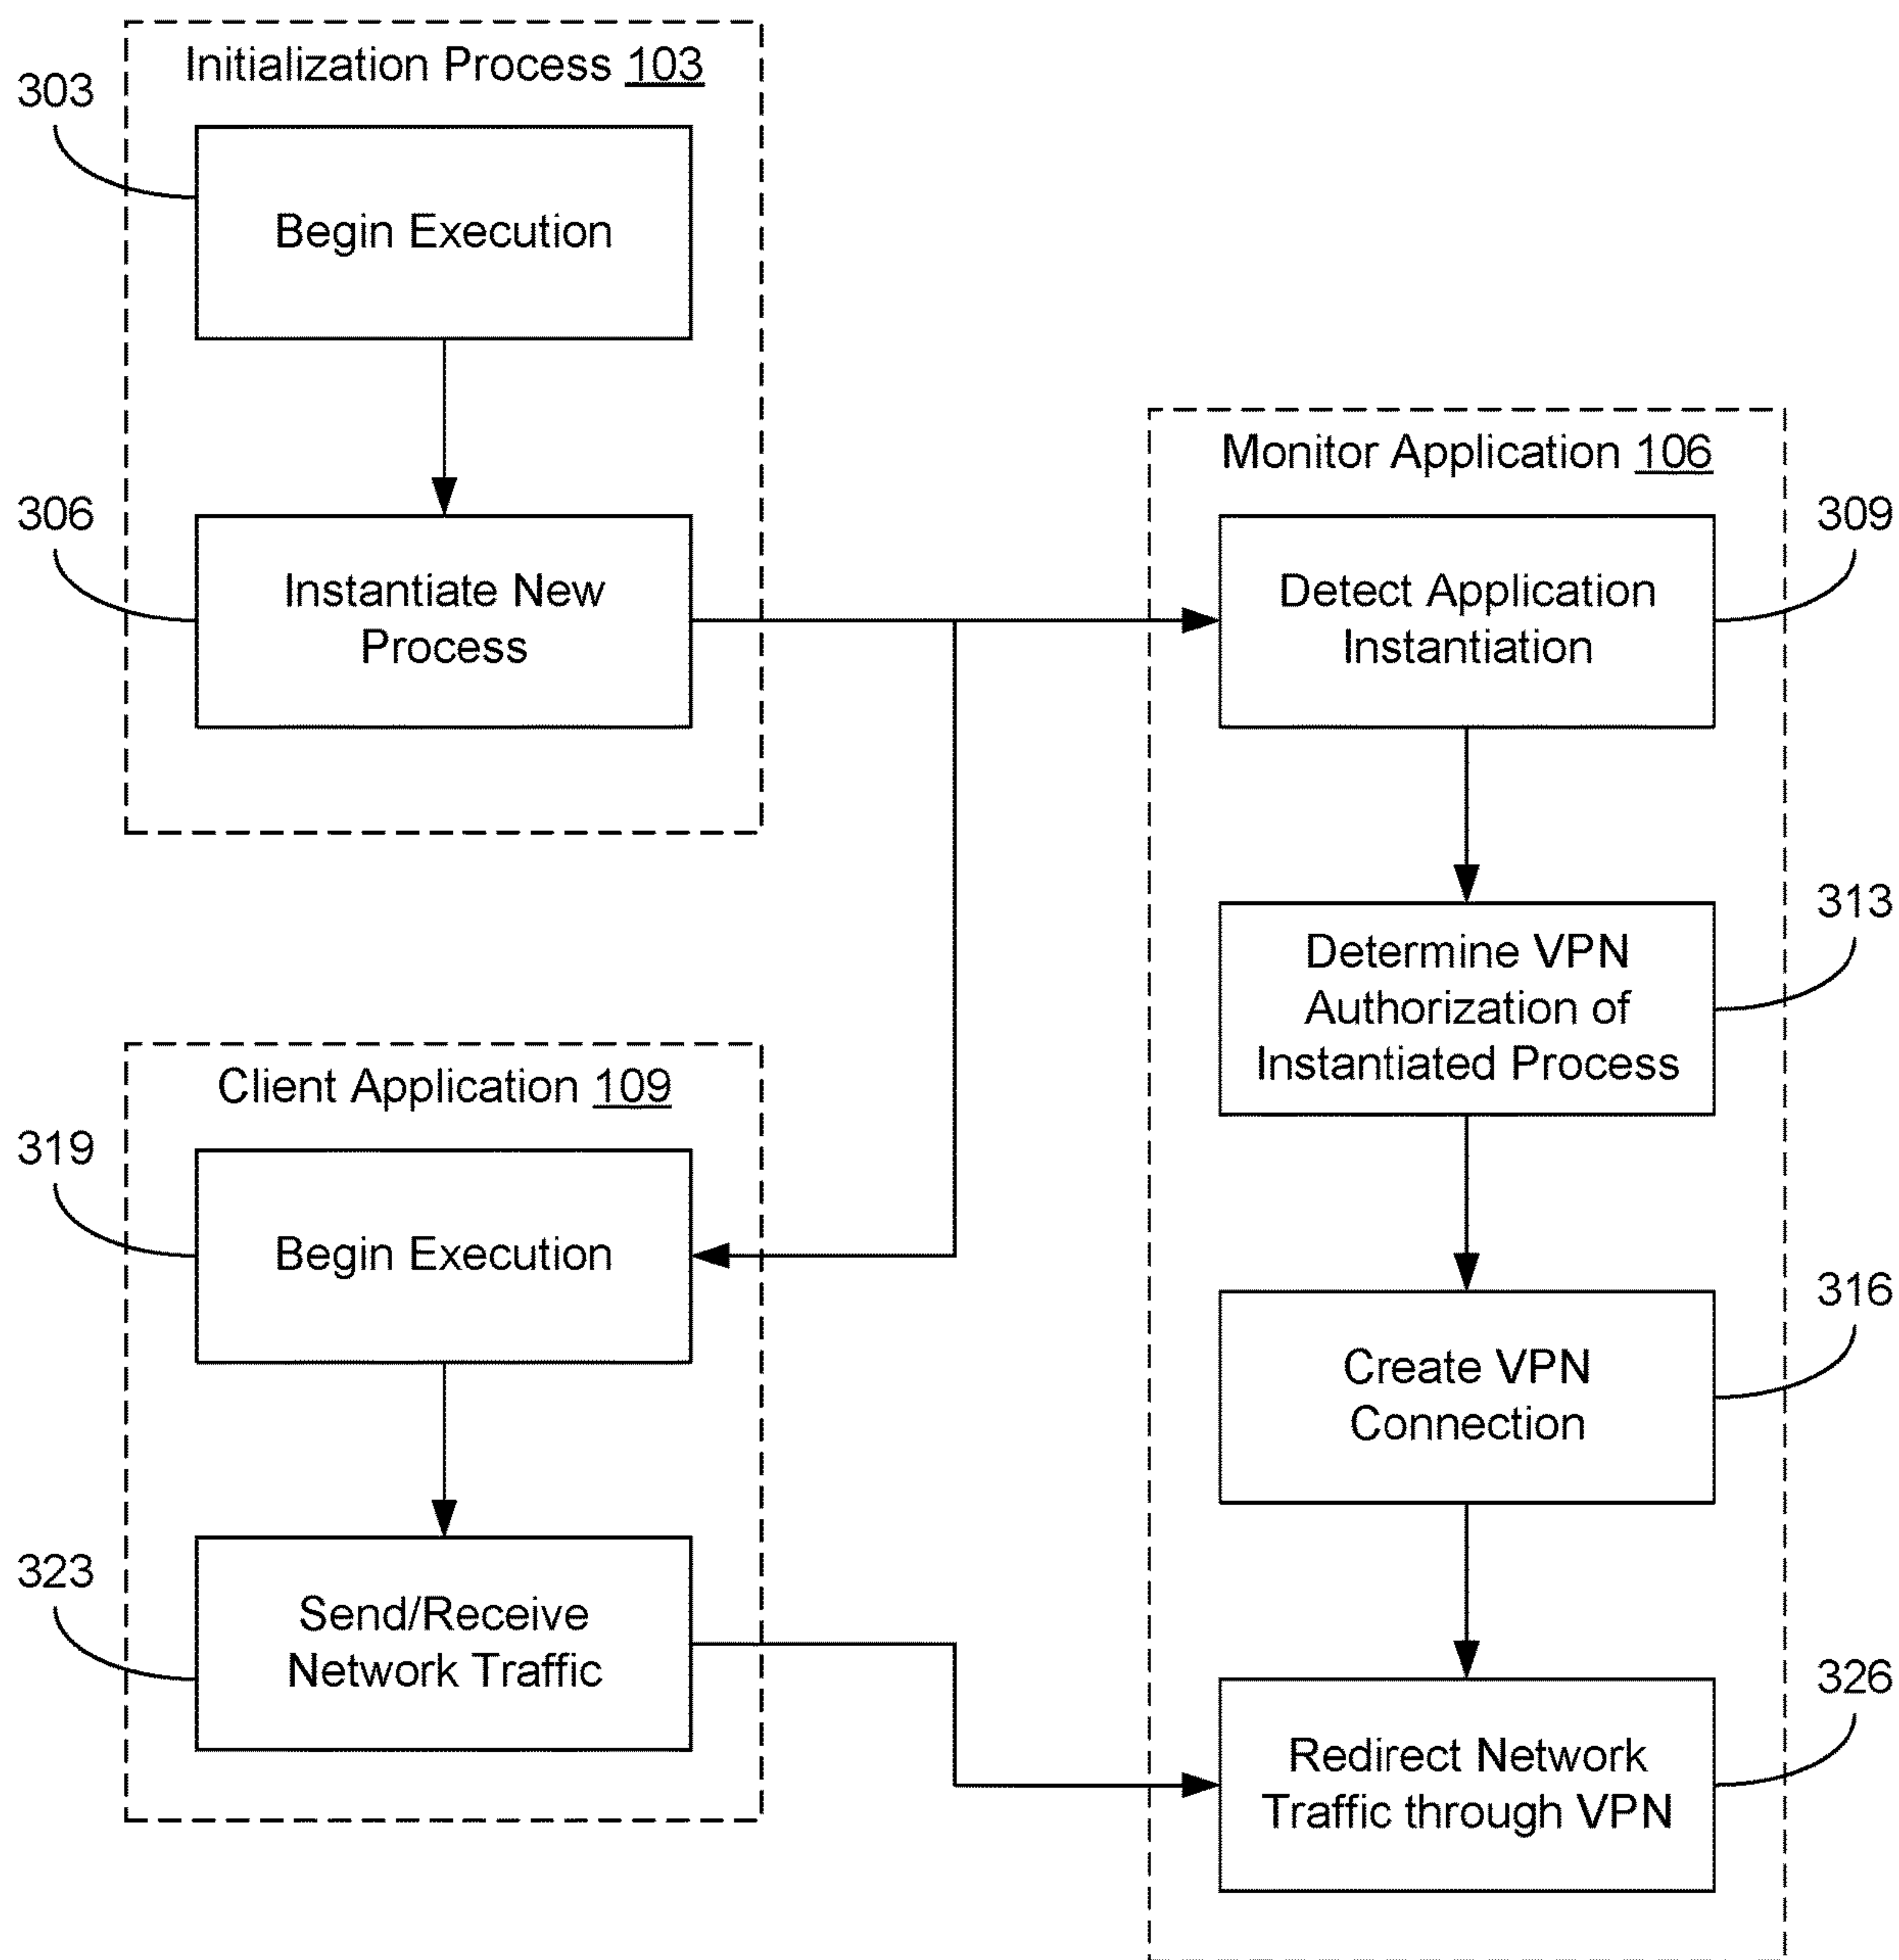 Initialization Process 103
303
Begin Execution
306
Instantiate New
Process
Monitor Application 106
309
Detect Application
Instantiation
313
Determine VPN
Authorization of
Instantiated Process
316
Create VPN
Connection
326
Redirect Network
Traffic through VPN
Client Application 109
319
Begin Execution
323
Send/Receive
Network Traffic